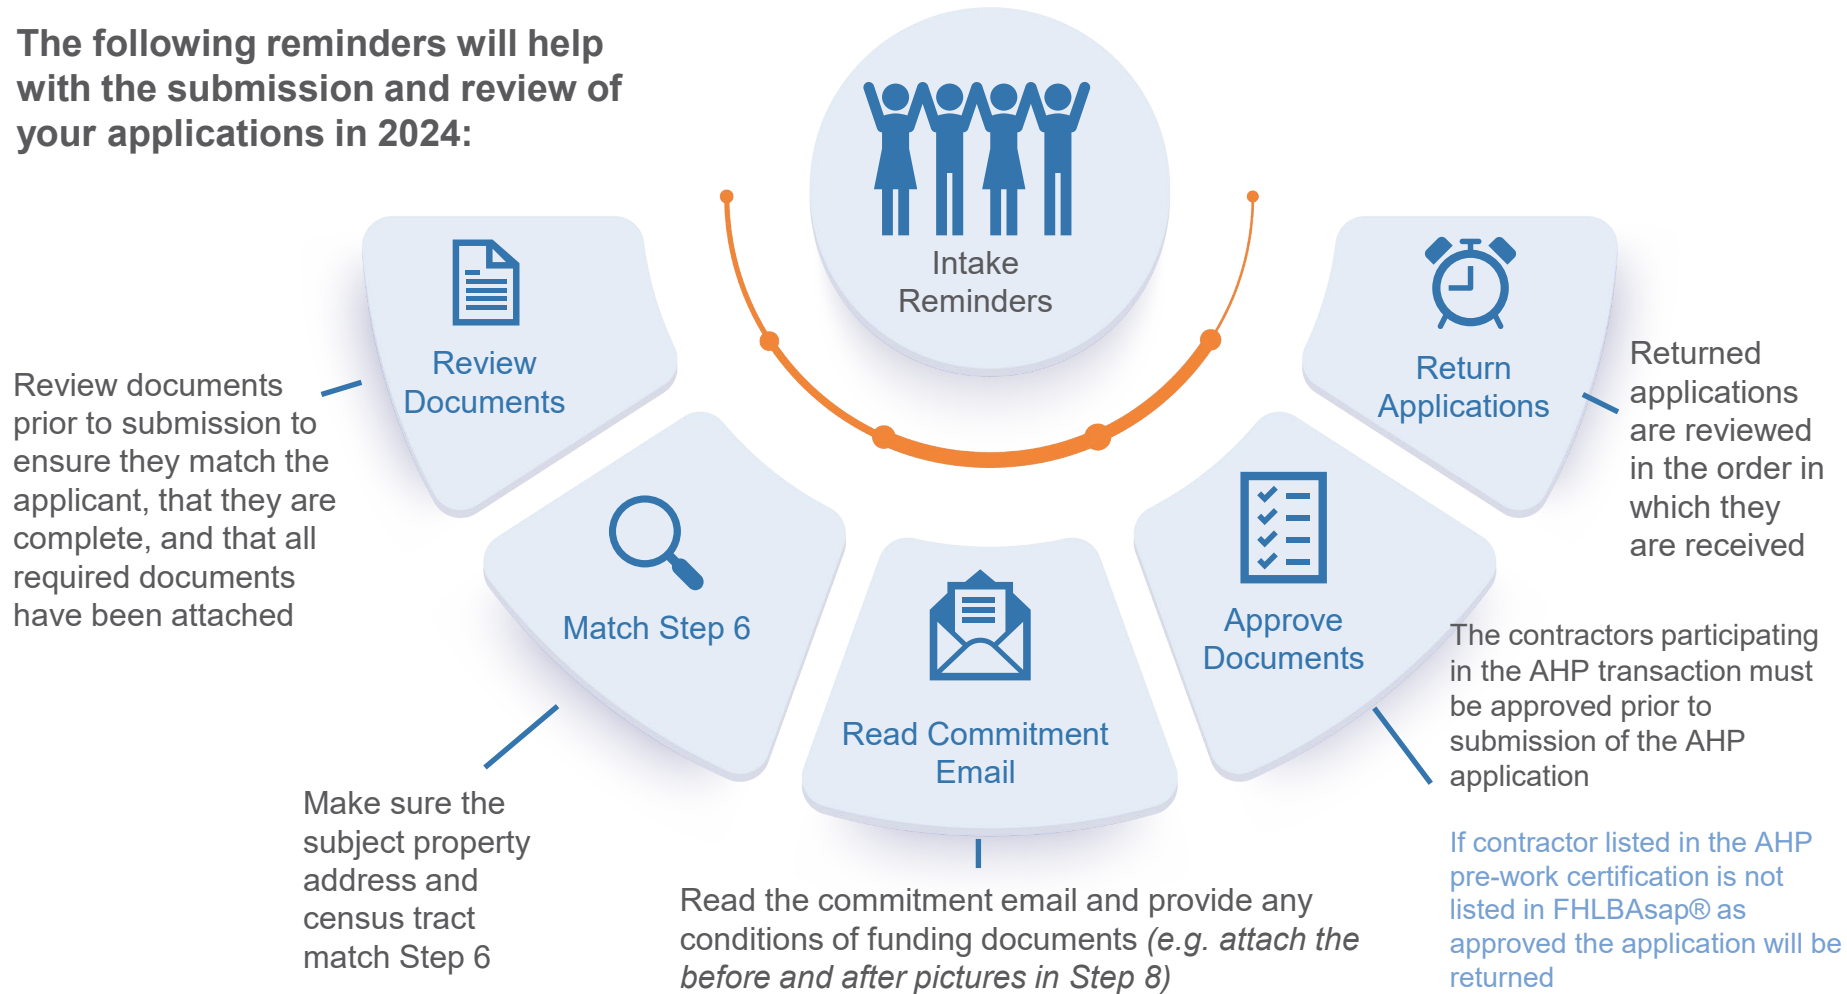 The following reminders will help
with the submission and review of
your applications in 2024:
Intake
Reminders
Review
Documents
Review documents
prior to submission to
ensure they match the
applicant, that they are
complete, and that all
required documents
have been attached
Match Step 6
Make sure the
subject property
address and
census tract
match Step 6
Read Commitment
Email
Read the commitment email and provide any
conditions of funding documents (e.g. attach the
before and after pictures in Step 8)
Approve
Documents
The contractors participating
in the AHP transaction must
be approved prior to
submission of the AHP
application
If contractor listed in the AHP
pre-work certification is not
listed in FHLBAsap® as
approved the application will be
returned
Return
Applications
Returned
applications
are reviewed
in the order in
which they
are received